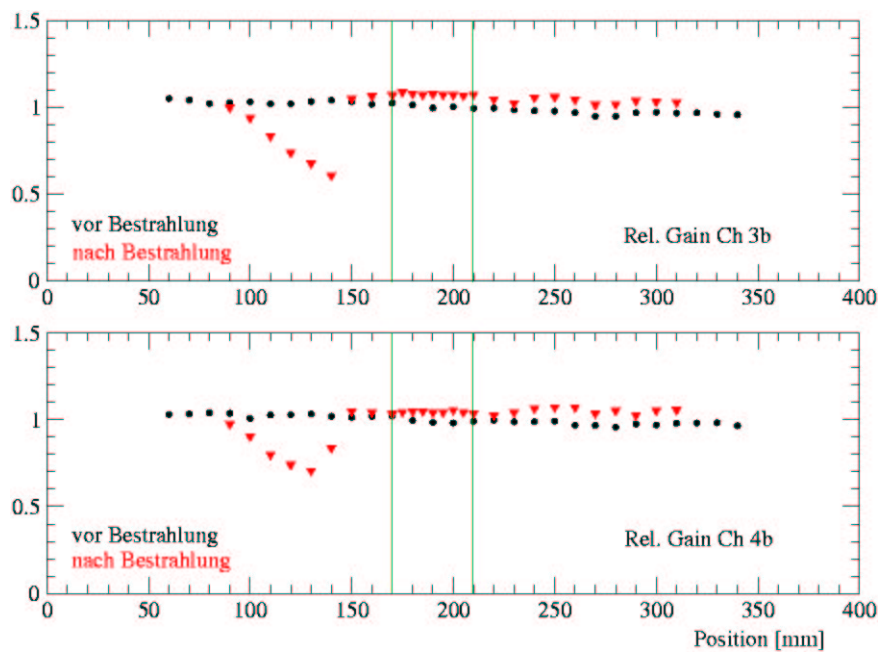 1.5
1
0.5
0
vor Bestrahlung
nach Bestrahlung
Rel. Gain Ch 3b
0 50 100 150 200 250 300 350 400
1.5
1
0.5
0
vor Bestrahlung
nach Bestrahlung
Rel. Gain Ch 4b
0 50 100 150 200 250 300 350 400
Position [mm]